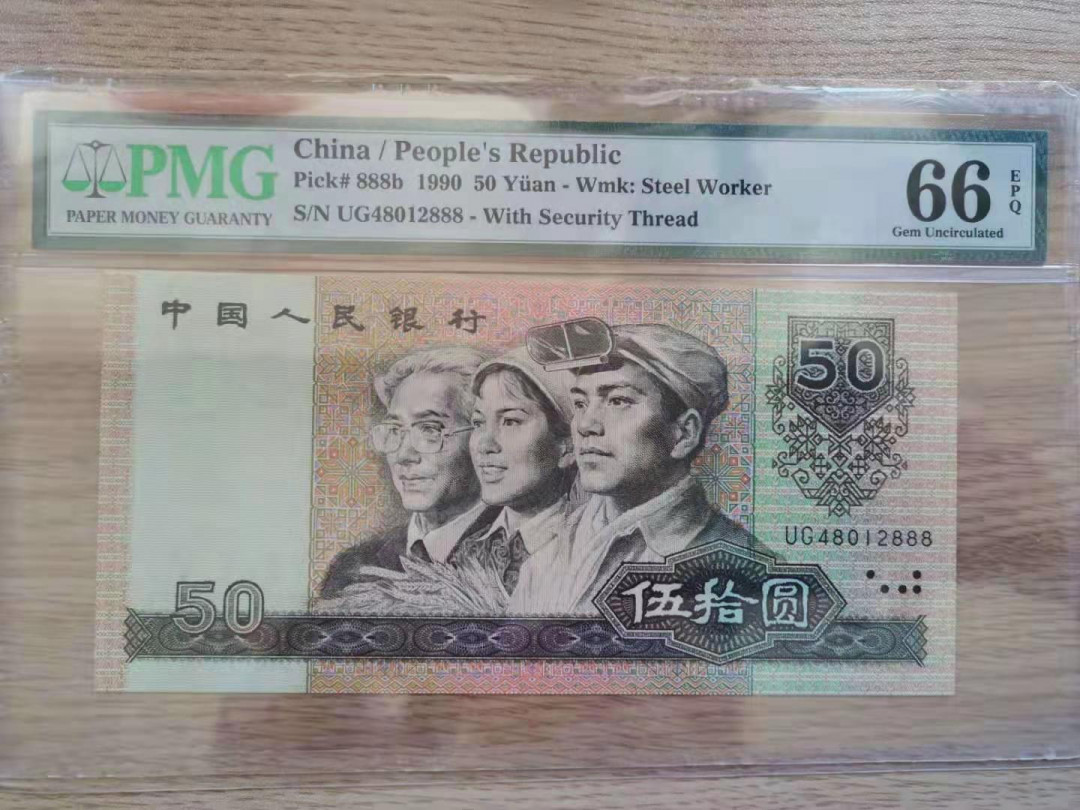 PMG
PAPER MONEY GUARANTY
China / People's Republic
Pick# 888b 1990 50 Yüan - Wmk: Steel Worker
S/N UG48012888 - With Security Thread
66
EPQ
Gem Uncirculated
中国人民银行
50
UG48012888
50
伍拾圆